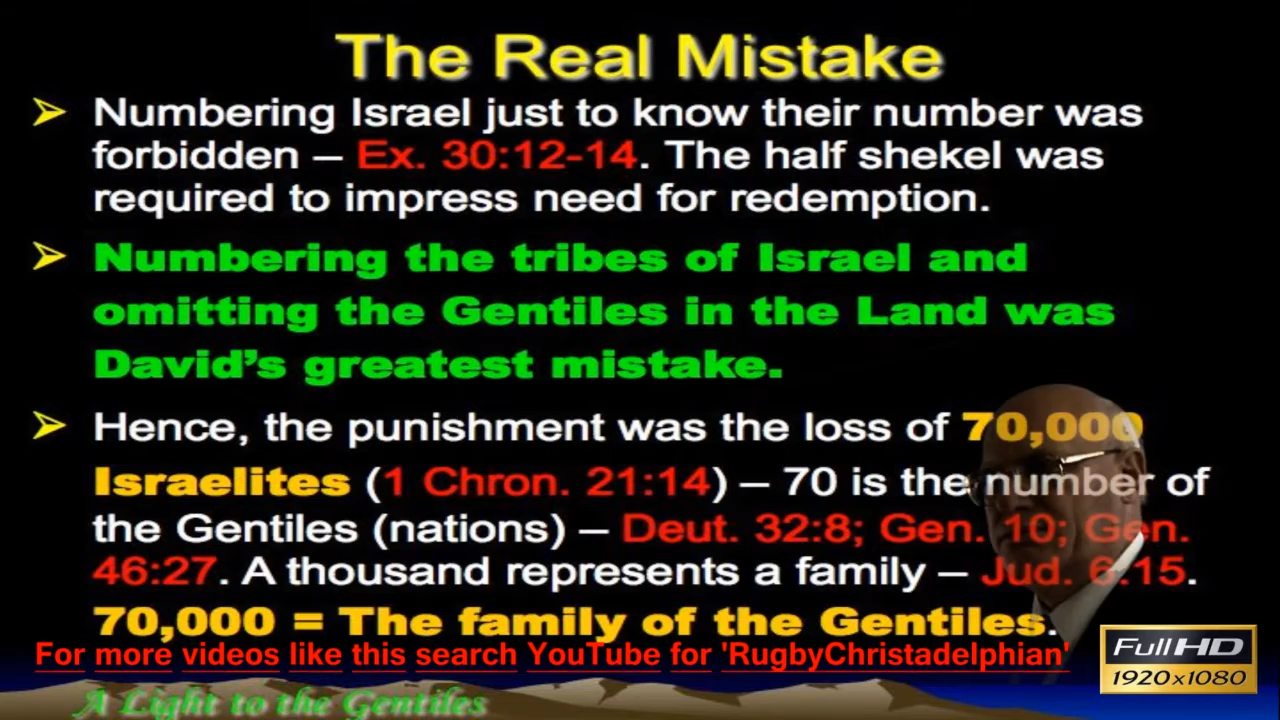 The Real Mistake
➢ Numbering Israel just to know their number was
forbidden – Ex. 30:12-14. The half shekel was
required to impress need for redemption.
➢ Numbering the tribes of Israel and
omitting the Gentiles in the Land was
David's greatest mistake.
➢ Hence, the punishment was the loss of 70,000
Israelites (1 Chron. 21:14) – 70 is the number of
the Gentiles (nations) – Deut. 32:8; Gen. 10; Gen.
46:27. A thousand represents a family – Jud. 6:15.
70,000 = The family of the Gentiles.
For more videos like this search YouTube for 'RugbyChristadelphian'
Full HD
1920x1080
A Light to the Gentiles